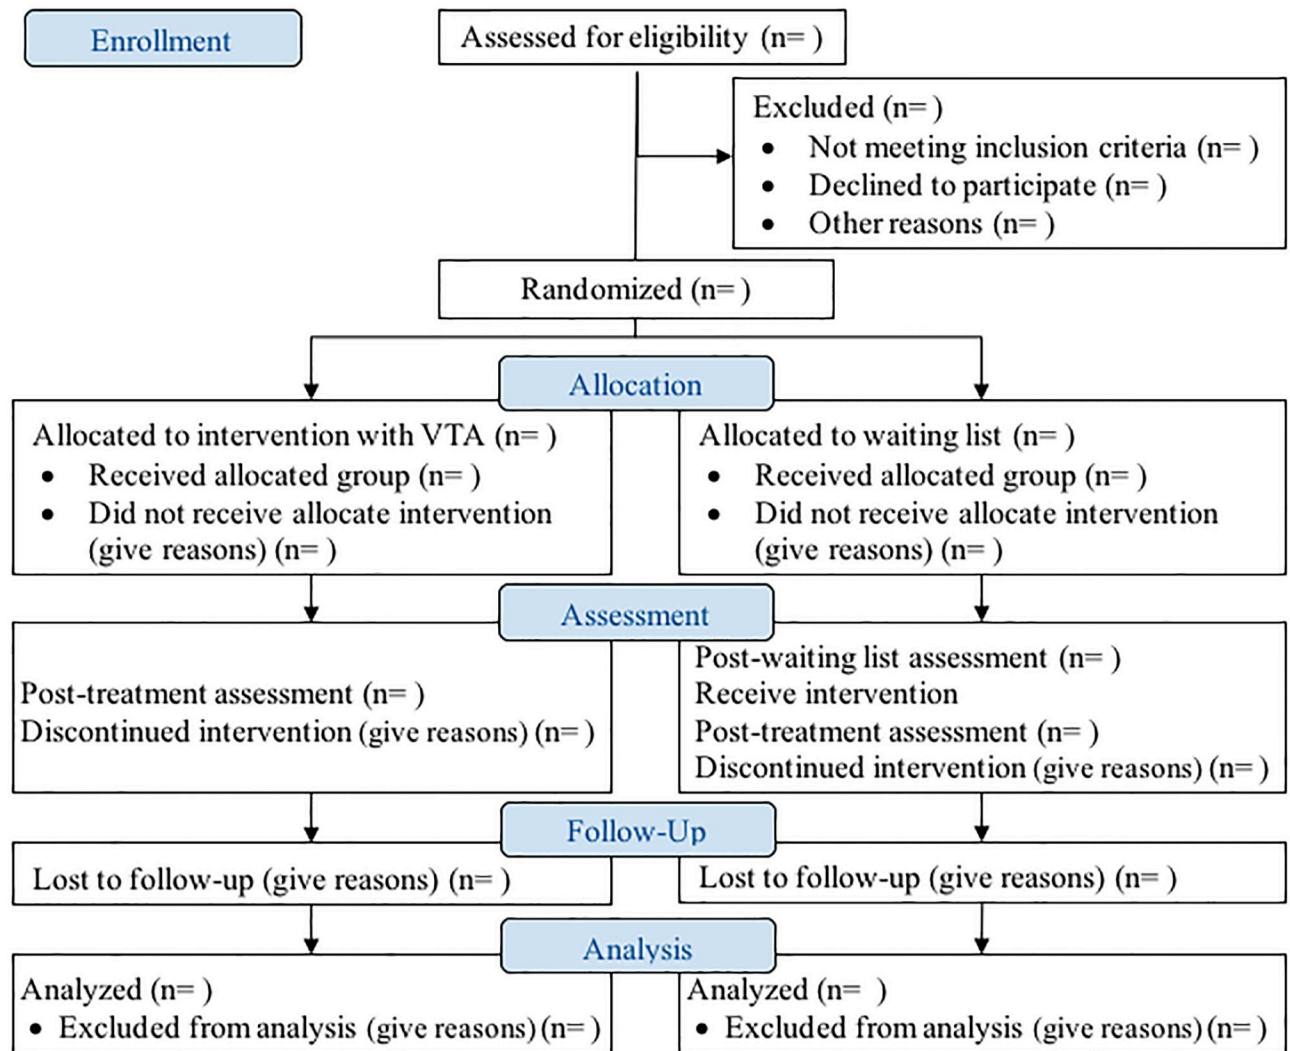 Enrollment
Assessed for eligibility (n= )
Excluded (n= )
• Not meeting inclusion criteria (n= )
• Declined to participate (n= )
• Other reasons (n= )
Randomized (n= )
Allocation
Allocated to intervention with VTA (n= )
• Received allocated group (n= )
• Did not receive allocate intervention
(give reasons) (n= )
Allocated to waiting list (n= )
• Received allocated group (n= )
• Did not receive allocate intervention
(give reasons) (n= )
Assessment
Post-treatment assessment (n= )
Discontinued intervention (give reasons) (n= )
Post-waiting list assessment (n= )
Receive intervention
Post-treatment assessment (n= )
Discontinued intervention (give reasons) (n= )
Follow-Up
Lost to follow-up (give reasons) (n= )
Lost to follow-up (give reasons) (n= )
Analysis
Analyzed (n= )
• Excluded from analysis (give reasons) (n= )
Analyzed (n= )
• Excluded from analysis (give reasons) (n= )